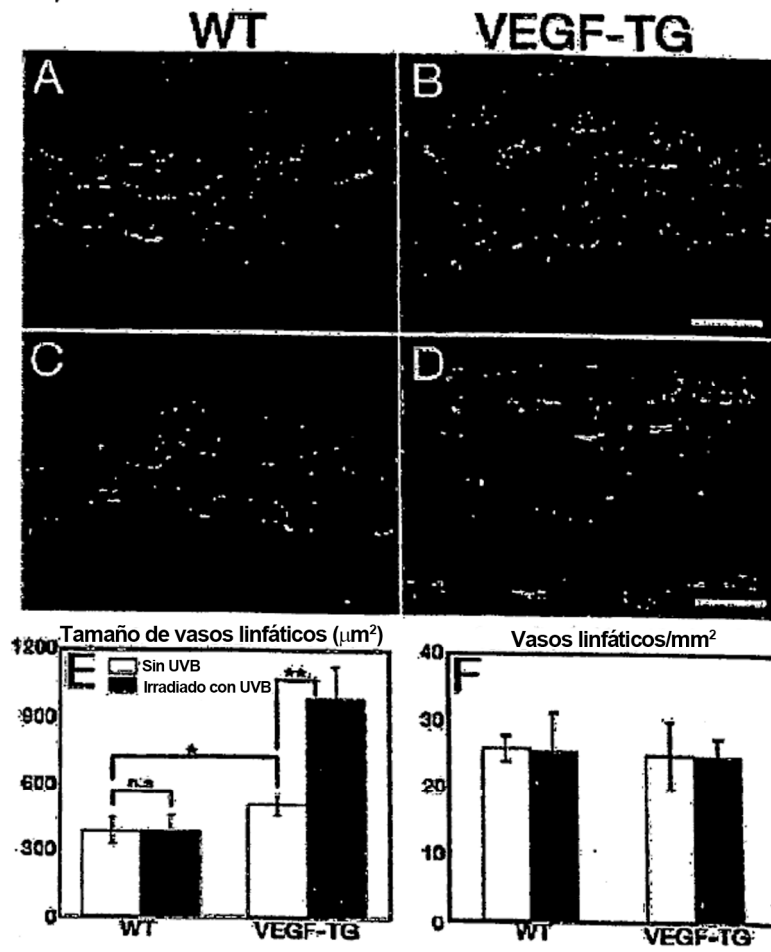 WT VEGF-TG
A B
C D
Tamaño de vasos linfáticos (μm²)
1200
900
600
300
0
E
Sin UVB
Irradiado con UVB
**
*
n.s
WT VEGF-TG
Vasos linfáticos/mm²
40
30
20
10
0
F
WT VEGF-TG